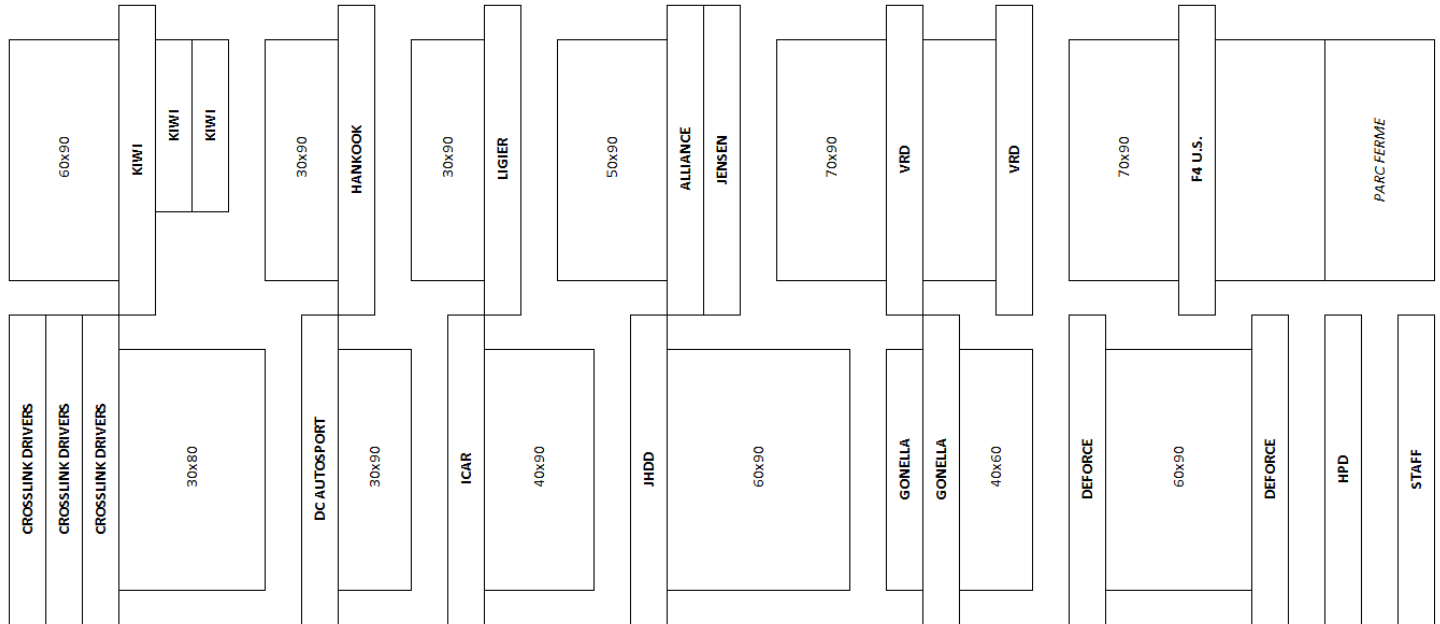 60x90
KIWI
KIWI
KIWI
30x90
HANKOOK
30x90
LIGIER
50x90
ALLIANCE
JENSEN
70x90
VRD
VRD
70x90
F4 U.S.
PARC FERME
CROSSLINK DRIVERS
CROSSLINK DRIVERS
CROSSLINK DRIVERS
30x80
DC AUTOSPORT
30x90
ICAR
40x90
JHDD
60x90
GONELLA
GONELLA
40x60
DEFORCE
60x90
DEFORCE
HPD
STAFF